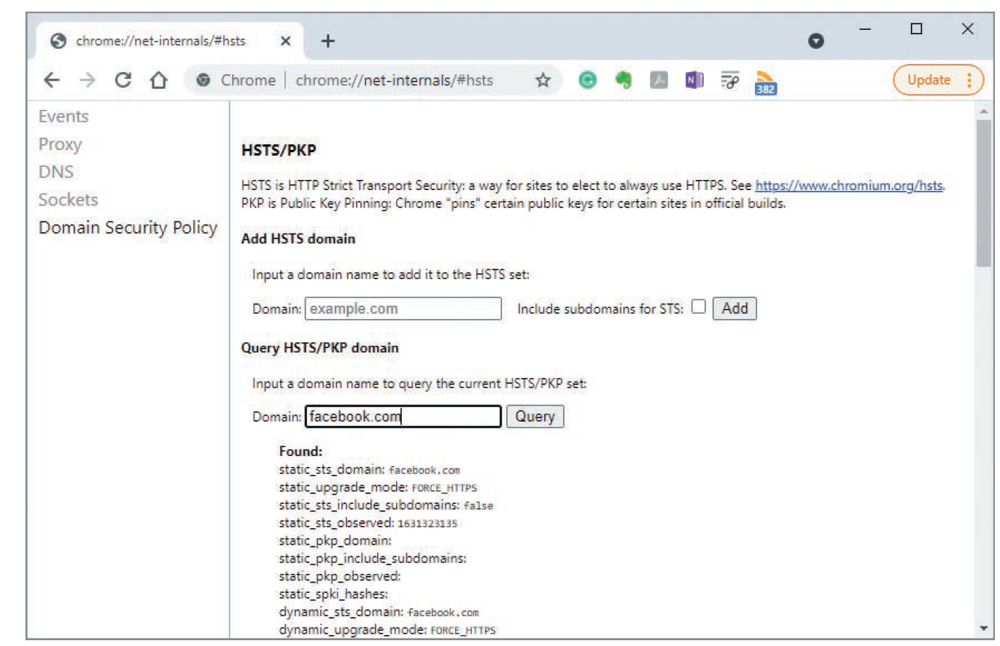 chrome://net-internals/#hsts
Chrome | chrome://net-internals/#hsts
N
382
Update
Events
Proxy
DNS
Sockets
Domain Security Policy
HSTS/PKP
HSTS is HTTP Strict Transport Security: a way for sites to elect to always use HTTPS. See https://www.chromium.org/hsts.
PKP is Public Key Pinning: Chrome "pins" certain public keys for certain sites in official builds.
Add HSTS domain
Input a domain name to add it to the HSTS set:
Domain: example.com Include subdomains for STS: Add
Query HSTS/PKP domain
Input a domain name to query the current HSTS/PKP set:
Domain: facebook.com Query
Found:
static_sts_domain: facebook.com
static_upgrade_mode: FORCE_HTTPS
static_sts_include_subdomains: false
static_sts_observed: 1631323135
static_pkp_domain:
static_pkp_include_subdomains:
static_pkp_observed:
static_spki_hashes:
dynamic_sts_domain: facebook.com
dynamic_upgrade_mode: FORCE_HTTPS